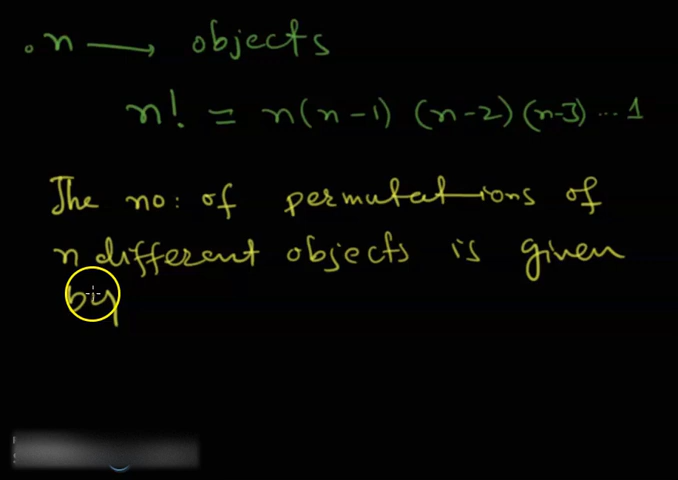 . n → objects
n! = n(n-1) (n-2) (n-3) ... 1
The no: of permutations of
n different objects is given
by